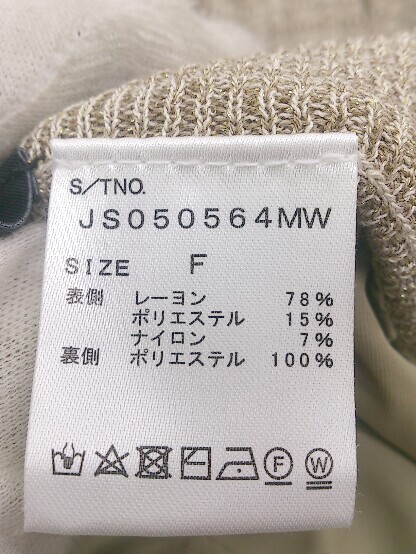 S/TNO.
JS050564MW
SIZE F
表側 レーヨン 78%
ポリエステル 15%
ナイロン 7%
裏側 ポリエステル 100%
F W